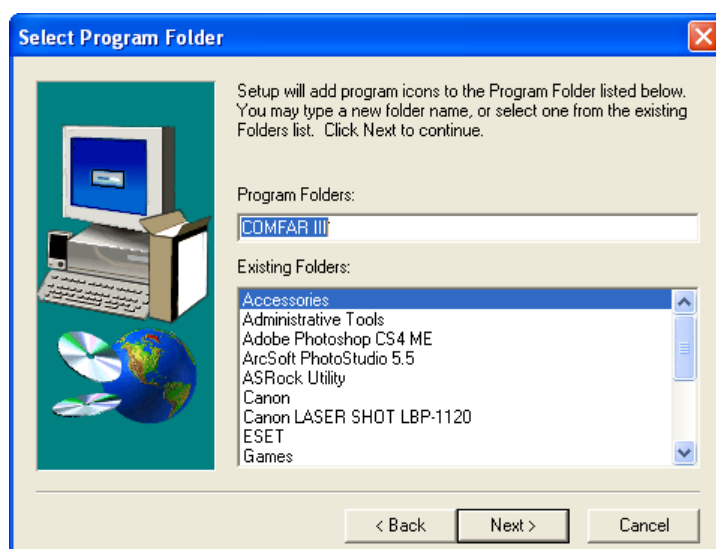 Select Program Folder
Setup will add program icons to the Program Folder listed below.
You may type a new folder name, or select one from the existing
Folders list. Click Next to continue.
Program Folders:
COMFAR III
Existing Folders:
Accessories
Administrative Tools
Adobe Photoshop CS4 ME
ArcSoft PhotoStudio 5.5
ASRock Utility
Canon
Canon LASER SHOT LBP-1120
ESET
Games
< Back
Next >
Cancel